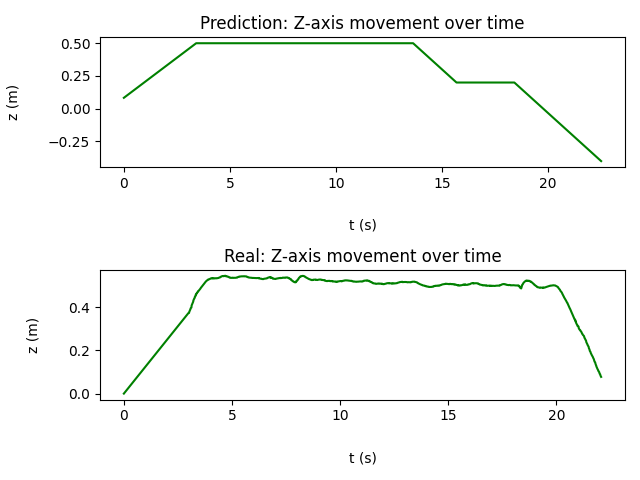 Prediction: Z-axis movement over time
0.50
0.25
0.00
−0.25
z (m)
0 5 10 15 20
t (s)
Real: Z-axis movement over time
0.4
0.2
0.0
z (m)
0 5 10 15 20
t (s)